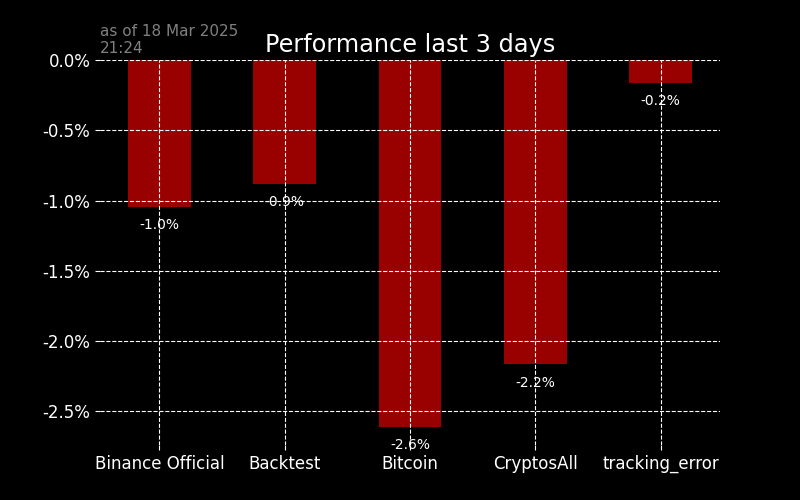 as of 18 Mar 2025
21:24
Performance last 3 days
0.0%
-0.5%
-1.0%
-1.5%
-2.0%
-2.5%
-1.0%
-0.9%
-2.6%
-2.2%
-0.2%
Binance Official
Backtest
Bitcoin
CryptosAll
tracking_error